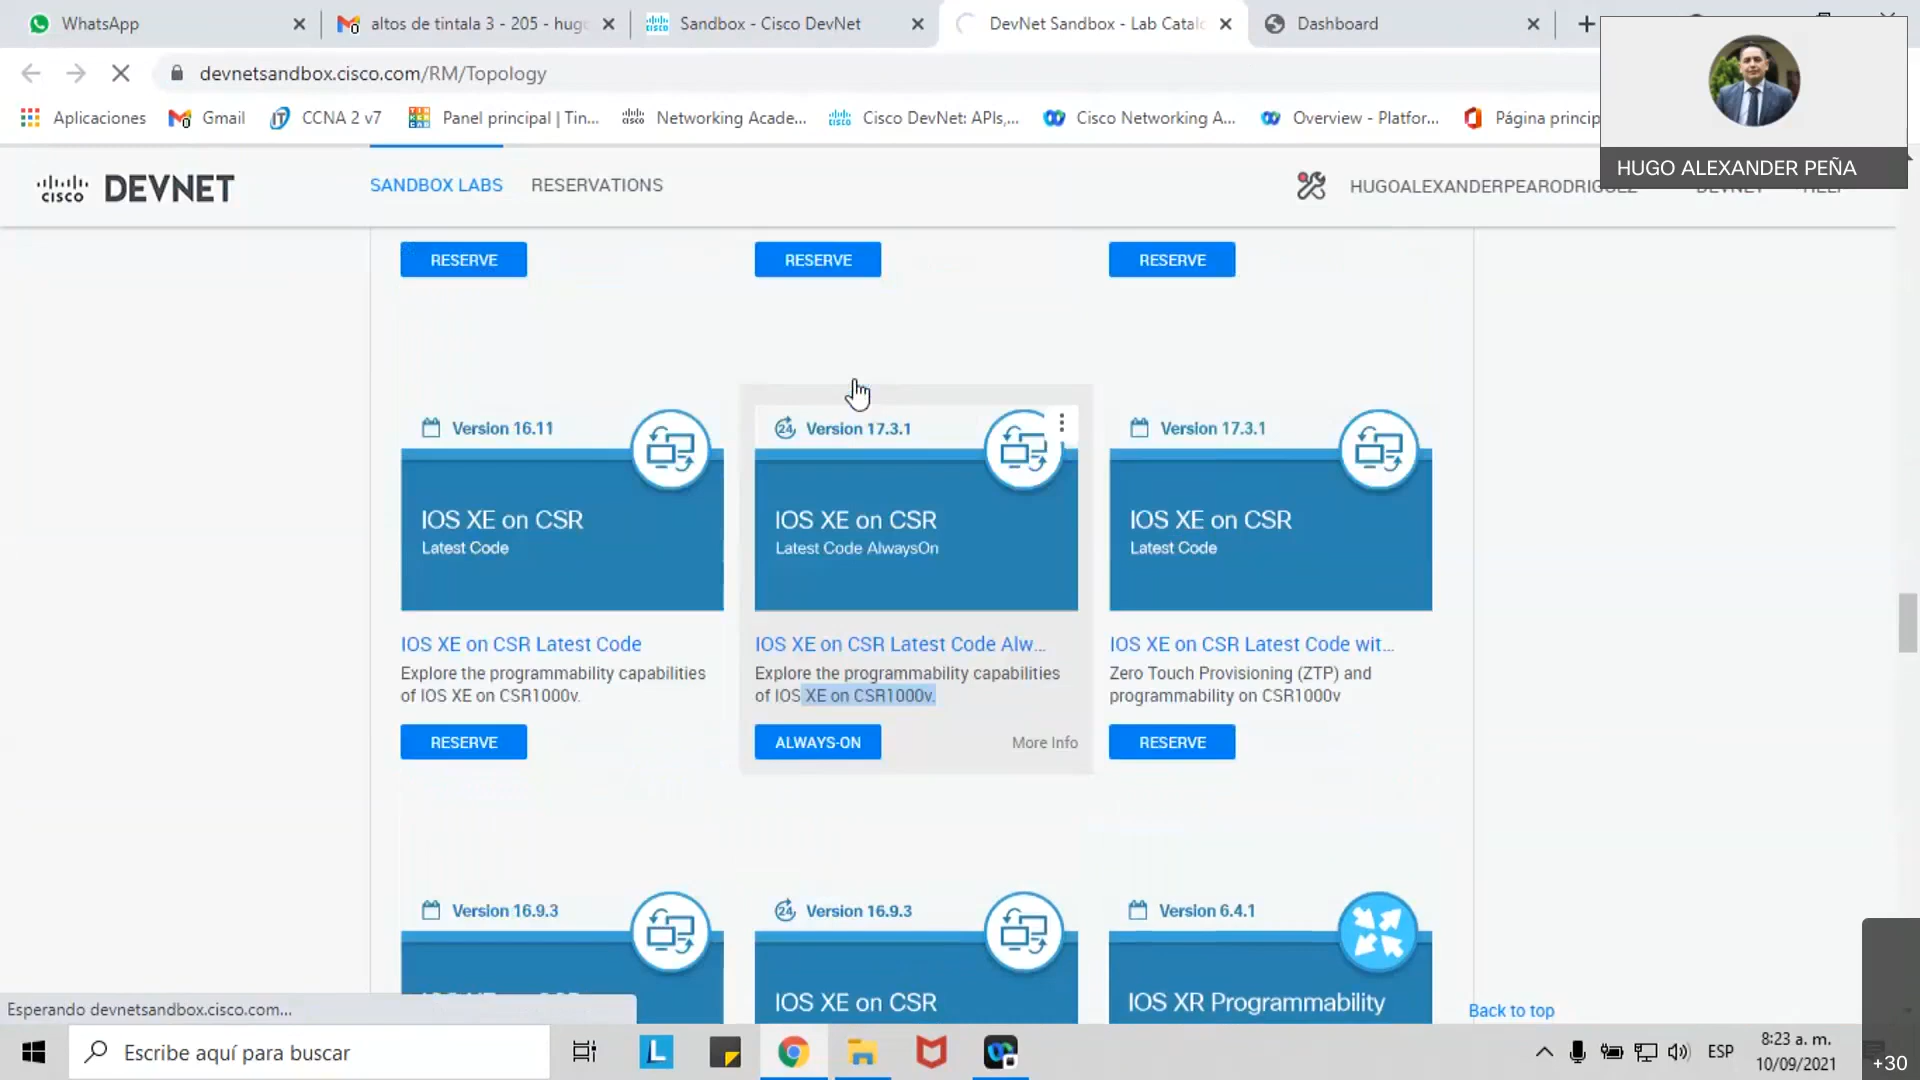 WhatsApp
altos de tintala 3 - 205 - hug
Sandbox - Cisco DevNet
DevNet Sandbox - Lab Catalo
Dashboard
devnetsandbox.cisco.com/RM/Topology
Aplicaciones
Gmail
CCNA 2 v7
Panel principal | Tin...
Networking Acade...
Cisco DevNet: APIs,...
Cisco Networking A...
Overview - Platfor...
Página princip
HUGO ALEXANDER PEÑA
cisco DEVNET
SANDBOX LABS
RESERVATIONS
HUGOALEXANDERPEARODRIGUEZ
DEVNET
HELP
RESERVE
RESERVE
RESERVE
Version 16.11
IOS XE on CSR
Latest Code
IOS XE on CSR Latest Code
Explore the programmability capabilities
of IOS XE on CSR1000v.
RESERVE
24 Version 17.3.1
IOS XE on CSR
Latest Code AlwaysOn
IOS XE on CSR Latest Code Alw...
Explore the programmability capabilities
of IOS XE on CSR1000v.
ALWAYS-ON
More Info
Version 17.3.1
IOS XE on CSR
Latest Code
IOS XE on CSR Latest Code wit...
Zero Touch Provisioning (ZTP) and
programmability on CSR1000v
RESERVE
Version 16.9.3
24 Version 16.9.3
IOS XE on CSR
Version 6.4.1
IOS XR Programmability
Back to top
Esperando devnetsandbox.cisco.com...
Escribe aquí para buscar
L
ESP
8:23 a. m.
10/09/2021
+30